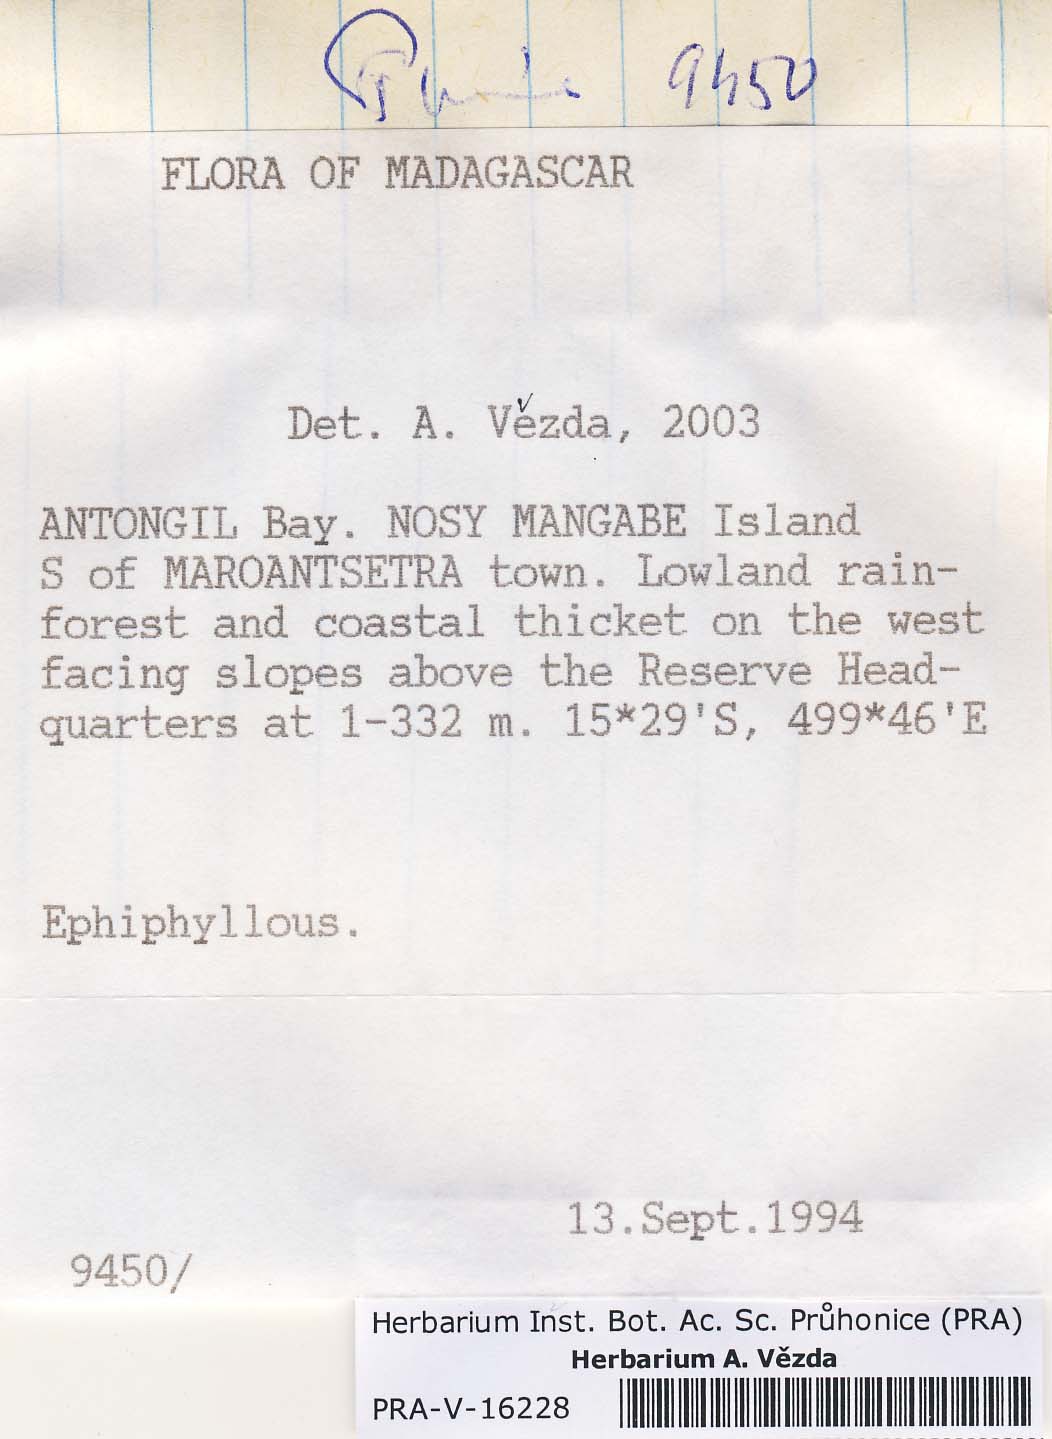 9450
FLORA OF MADAGASCAR
Det. A. Vězda, 2003
ANTONGIL Bay. NOSY MANGABE Island
S of MAROANTSETRA town. Lowland rain-
forest and coastal thicket on the west
facing slopes above the Reserve Head-
quarters at 1-332 m. 15*29'S, 499*46'E
Ephiphyllous.
13.Sept.1994
9450/
Herbarium Inst. Bot. Ac. Sc. Průhonice (PRA)
Herbarium A. Vězda
PRA-V-16228